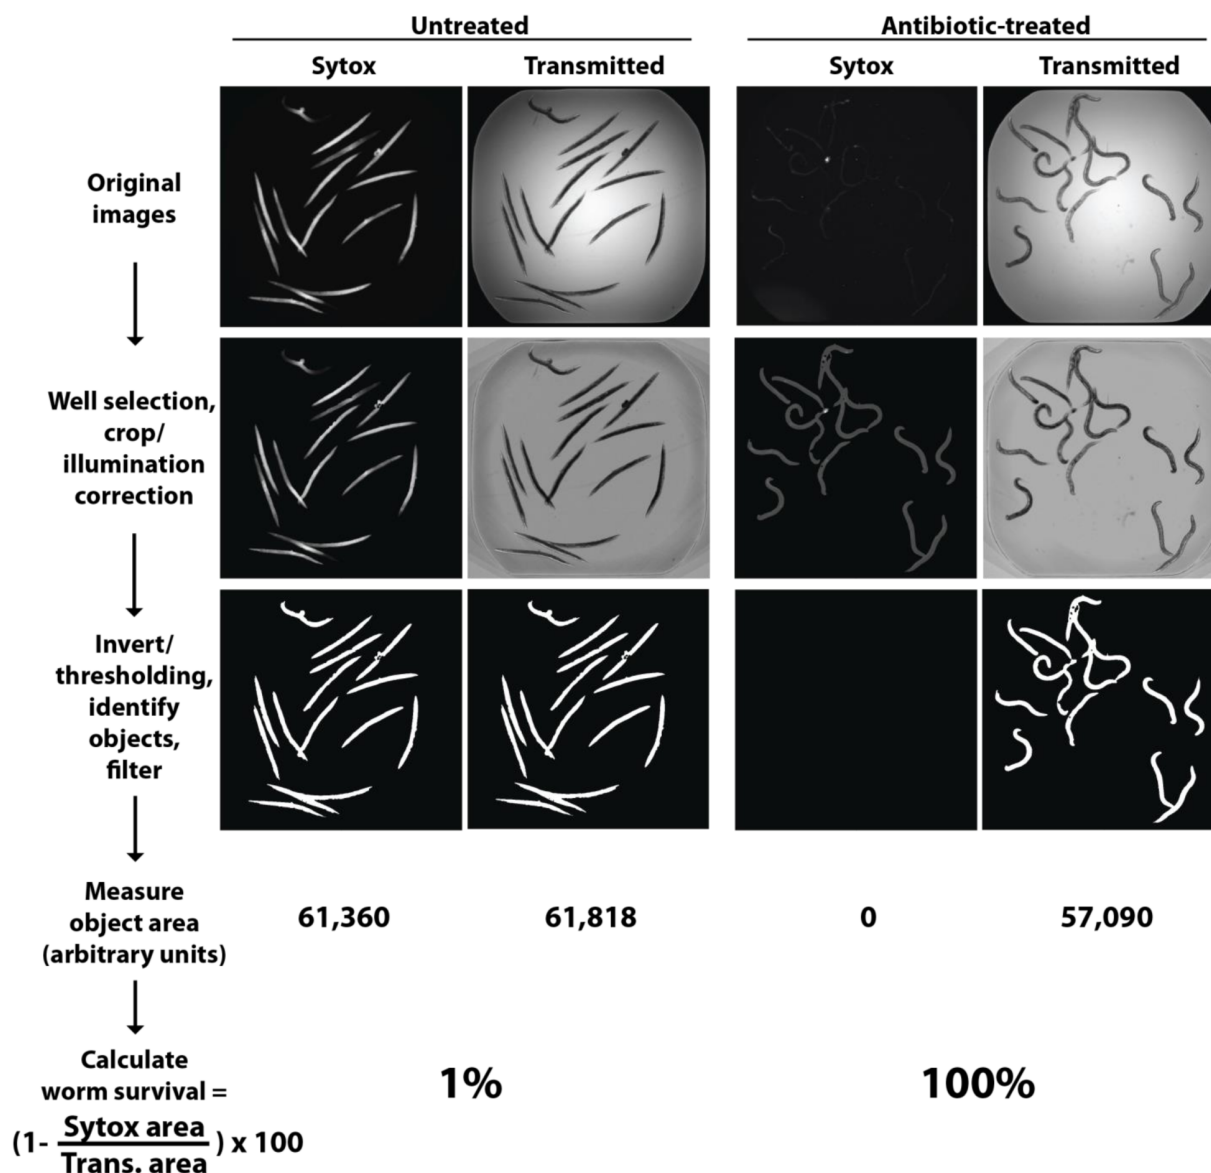 Untreated
Antibiotic-treated
Sytox
Transmitted
Sytox
Transmitted
Original
images
Well selection,
crop/
illumination
correction
Invert/
thresholding,
identify
objects,
filter
Measure
object area
(arbitrary units)
61,360
61,818
0
57,090
Calculate
worm survival =
(1- Sytox area / Trans. area ) x 100
1%
100%